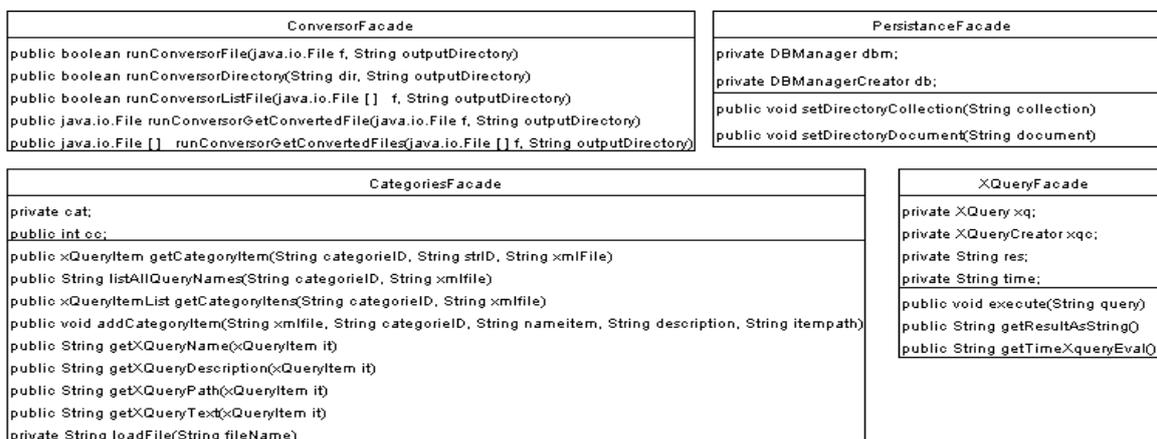 ConversorFacade
public boolean runConversorFile(java.io.File f, String outputDirectory)
public boolean runConversorDirectory(String dir, String outputDirectory)
public boolean runConversorListFile(java.io.File [] f, String outputDirectory)
public java.io.File runConversorGetConvertedFile(java.io.File f, String outputDirectory)
public java.io.File [] runConversorGetConvertedFiles(java.io.File [] f, String outputDirectory)
PersistanceFacade
private DBManager dbm;
private DBManagerCreator db;
public void setDirectoryCollection(String collection)
public void setDirectoryDocument(String document)
CategoriesFacade
private cat;
public int cc;
public xQueryItem getCategoryItem(String categorieID, String strID, String xmlFile)
public String listAllQueryNames(String categorieID, String xmlfile)
public xQueryItemList getCategoryItens(String categorieID, String xmlfile)
public void addCategoryItem(String xmlfile, String categorieID, String nameitem, String description, String itempath)
public String getXQueryName(xQueryItem it)
public String getXQueryDescription(xQueryItem it)
public String getXQueryPath(xQueryItem it)
public String getXQueryText(xQueryItem it)
private String loadFile(String fileName)
XQueryFacade
private XQuery xq;
private XQueryCreator xqc;
private String res;
private String time;
public void execute(String query)
public String getResultAsString()
public String getTimeXqueryEval()